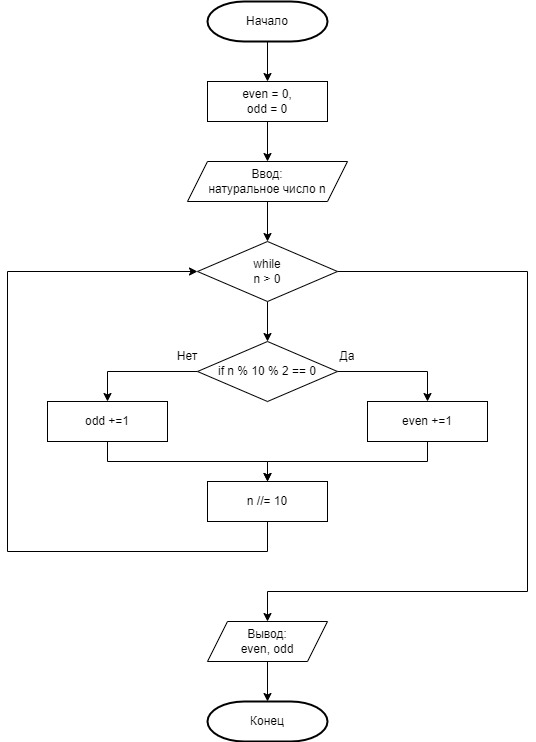 Начало
even = 0,
odd = 0
Ввод:
натуральное число n
while
n > 0
Нет
Да
if n % 10 % 2 == 0
odd +=1
even +=1
n //= 10
Вывод:
even, odd
Конец